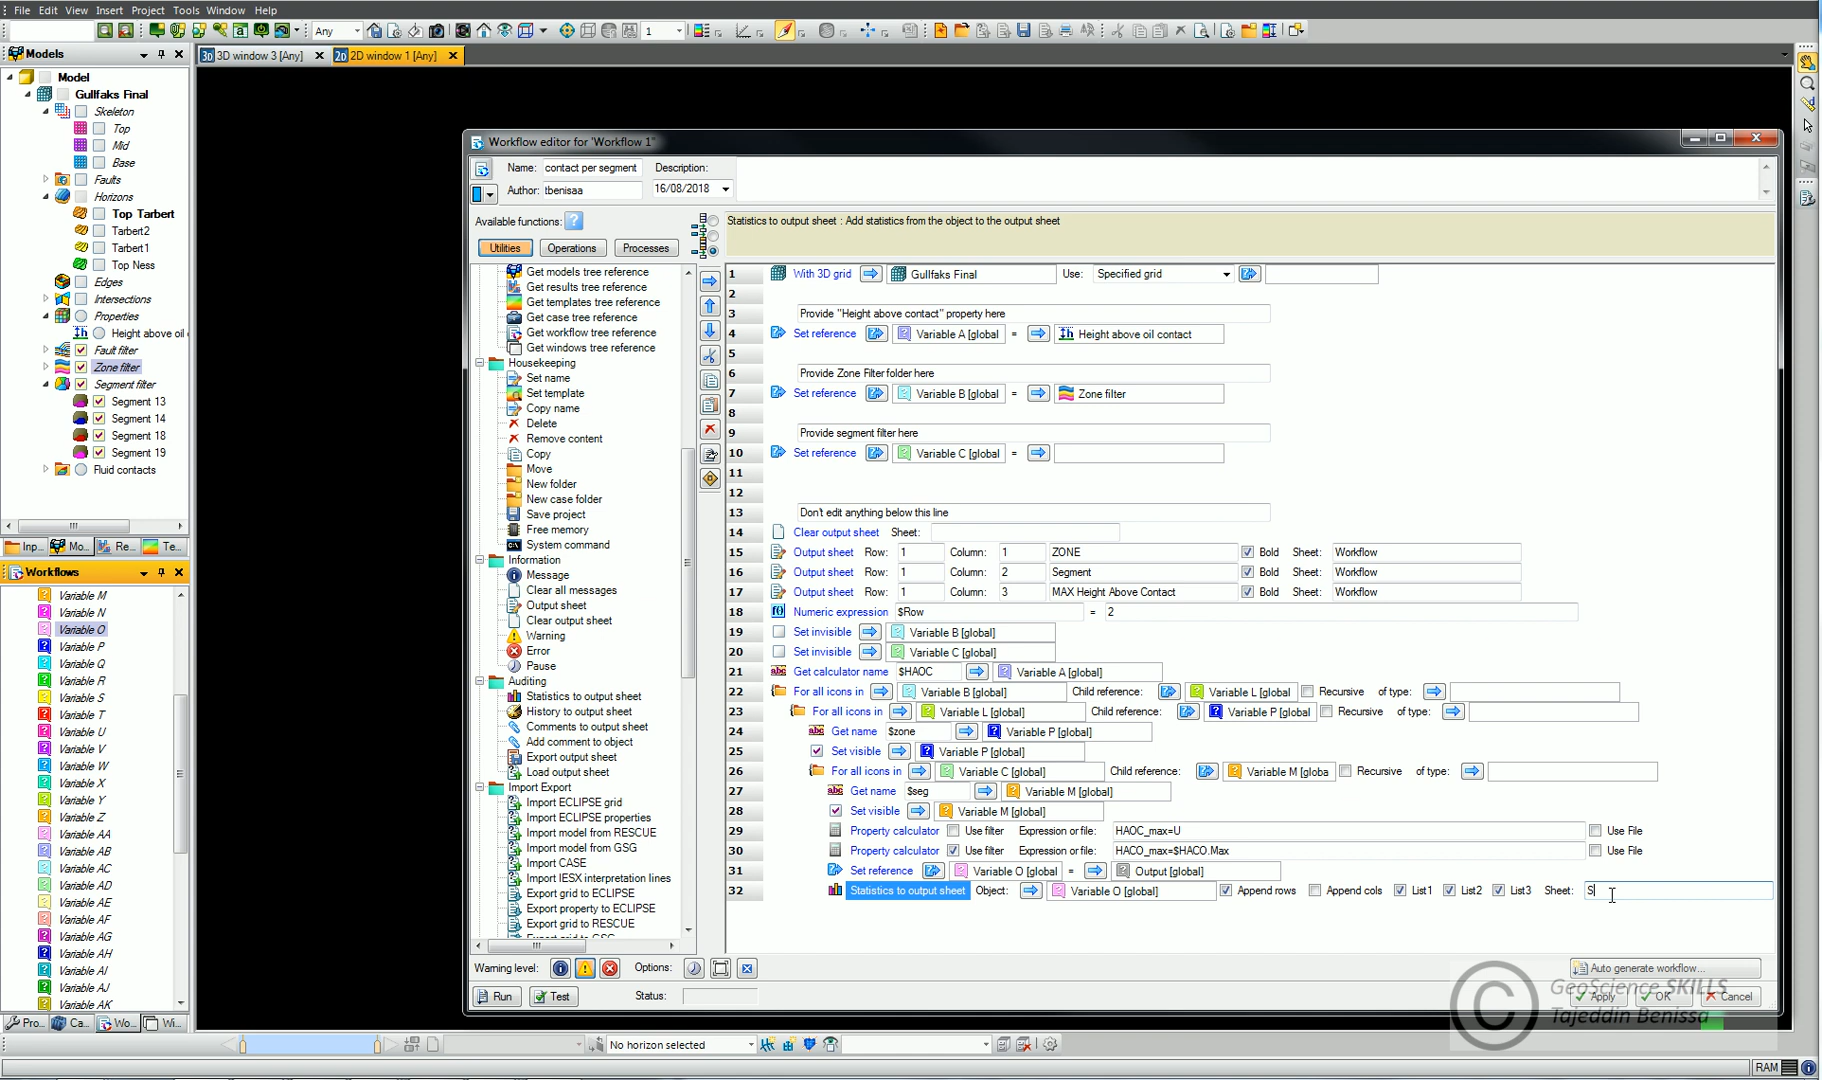 File Edit View Insert Project Tools Window Help
Any 1
Models
3D window 3 [Any] 2D window 1 [Any]
Model
Gullfaks Final
Skeleton
Top
Mid
Base
Faults
Horizons
Top Tarbert
Tarbert2
Tarbert1
Top Ness
Edges
Intersections
Properties
Height above oil
Fault filter
Zone filter
Segment filter
Segment 13
Segment 14
Segment 18
Segment 19
Fluid contacts
Inp... Mo... Re... Te...
Workflows
Variable M
Variable N
Variable O
Variable P
Variable Q
Variable R
Variable S
Variable T
Variable U
Variable V
Variable W
Variable X
Variable Y
Variable Z
Variable AA
Variable AB
Variable AC
Variable AD
Variable AE
Variable AF
Variable AG
Variable AH
Variable AI
Variable AJ
Variable AK
Pro... Ca... Wo... Wi...
Workflow editor for 'Workflow 1'
Name: contact per segment Description:
Author: tbenisaa 16/08/2018
Available functions:
Utilities Operations Processes
Get models tree reference
Get results tree reference
Get templates tree reference
Get case tree reference
Get workflow tree reference
Get windows tree reference
Housekeeping
Set name
Set template
Copy name
Delete
Remove content
Copy
Move
New folder
New case folder
Save project
Free memory
System command
Information
Message
Clear all messages
Output sheet
Clear output sheet
Warning
Error
Pause
Auditing
Statistics to output sheet
History to output sheet
Comments to output sheet
Add comment to object
Export output sheet
Load output sheet
Import Export
Import ECLIPSE grid
Import ECLIPSE properties
Import model from RESCUE
Import model from GSG
Import CASE
Import IESX interpretation lines
Export grid to ECLIPSE
Export property to ECLIPSE
Export grid to RESCUE
Export grid to GSG
Statistics to output sheet : Add statistics from the object to the output sheet
1 With 3D grid Gullfaks Final Use: Specified grid
2
3 Provide "Height above contact" property here
4 Set reference Variable A [global = Height above oil contact
5
6 Provide Zone Filter folder here
7 Set reference Variable B [global = Zone filter
8
9 Provide segment filter here
10 Set reference Variable C [global =
11
12
13 Don't edit anything below this line
14 Clear output sheet Sheet:
15 Output sheet Row: 1 Column: 1 ZONE Bold Sheet: Workflow
16 Output sheet Row: 1 Column: 2 Segment Bold Sheet: Workflow
17 Output sheet Row: 1 Column: 3 MAX Height Above Contact Bold Sheet: Workflow
18 Numeric expression $Row = 2
19 Set invisible Variable B [global]
20 Set invisible Variable C [global]
21 Get calculator name $HAOC Variable A [global]
22 For all icons in Variable B [global] Child reference: Variable L [global Recursive of type:
23 For all icons in Variable L [global] Child reference: Variable P [global Recursive of type:
24 Get name $zone Variable P [global]
25 Set visible Variable P [global]
26 For all icons in Variable C [global] Child reference: Variable M [globa Recursive of type:
27 Get name $seg Variable M [global]
28 Set visible Variable M [global]
29 Property calculator Use filter Expression or file: HAOC_max=U Use File
30 Property calculator Use filter Expression or file: HACO_max=$HACO.Max Use File
31 Set reference Variable O [global = Output [global]
32 Statistics to output sheet Object: Variable O [global] Append rows Append cols List1 List2 List3 Sheet: S
Warning level: Options:
Auto generate workflow...
Run Test Status:
Apply OK Cancel
© GeoScience SKILLS
Tajeddin Benissa
No horizon selected
RAM